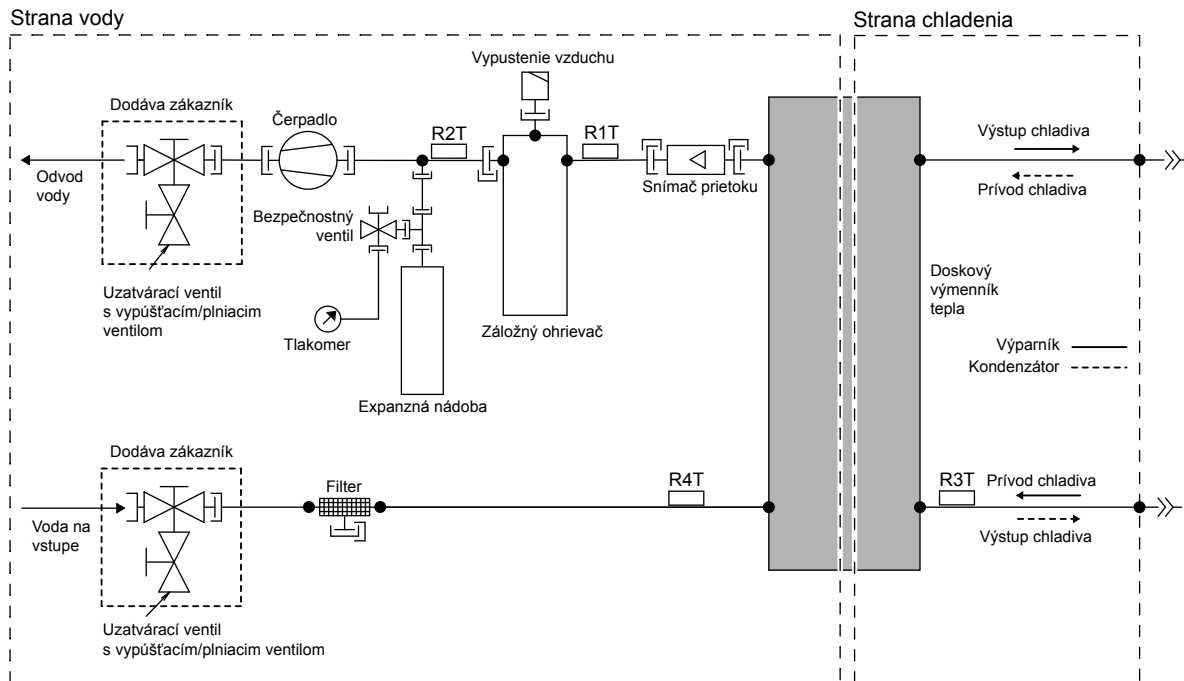 Strana vody
Strana chladenia
Vypustenie vzduchu
Dodáva zákazník
Čerpadlo
R2T
R1T
Výstup chladiva
Odvod
vody
Snímač prietoku
Prívod chladiva
Bezpečnostný
ventil
Doskový
výmenník
tepla
Uzatvárací ventil
s vypúšťacím/plniacim
ventilom
Tlakomer
Záložný ohrievač
Výparník
Kondenzátor
Expanzná nádoba
Dodáva zákazník
Filter
R4T
R3T
Prívod chladiva
Voda na
vstupe
Výstup chladiva
Uzatvárací ventil
s vypúšťacím/plniacim ventilom